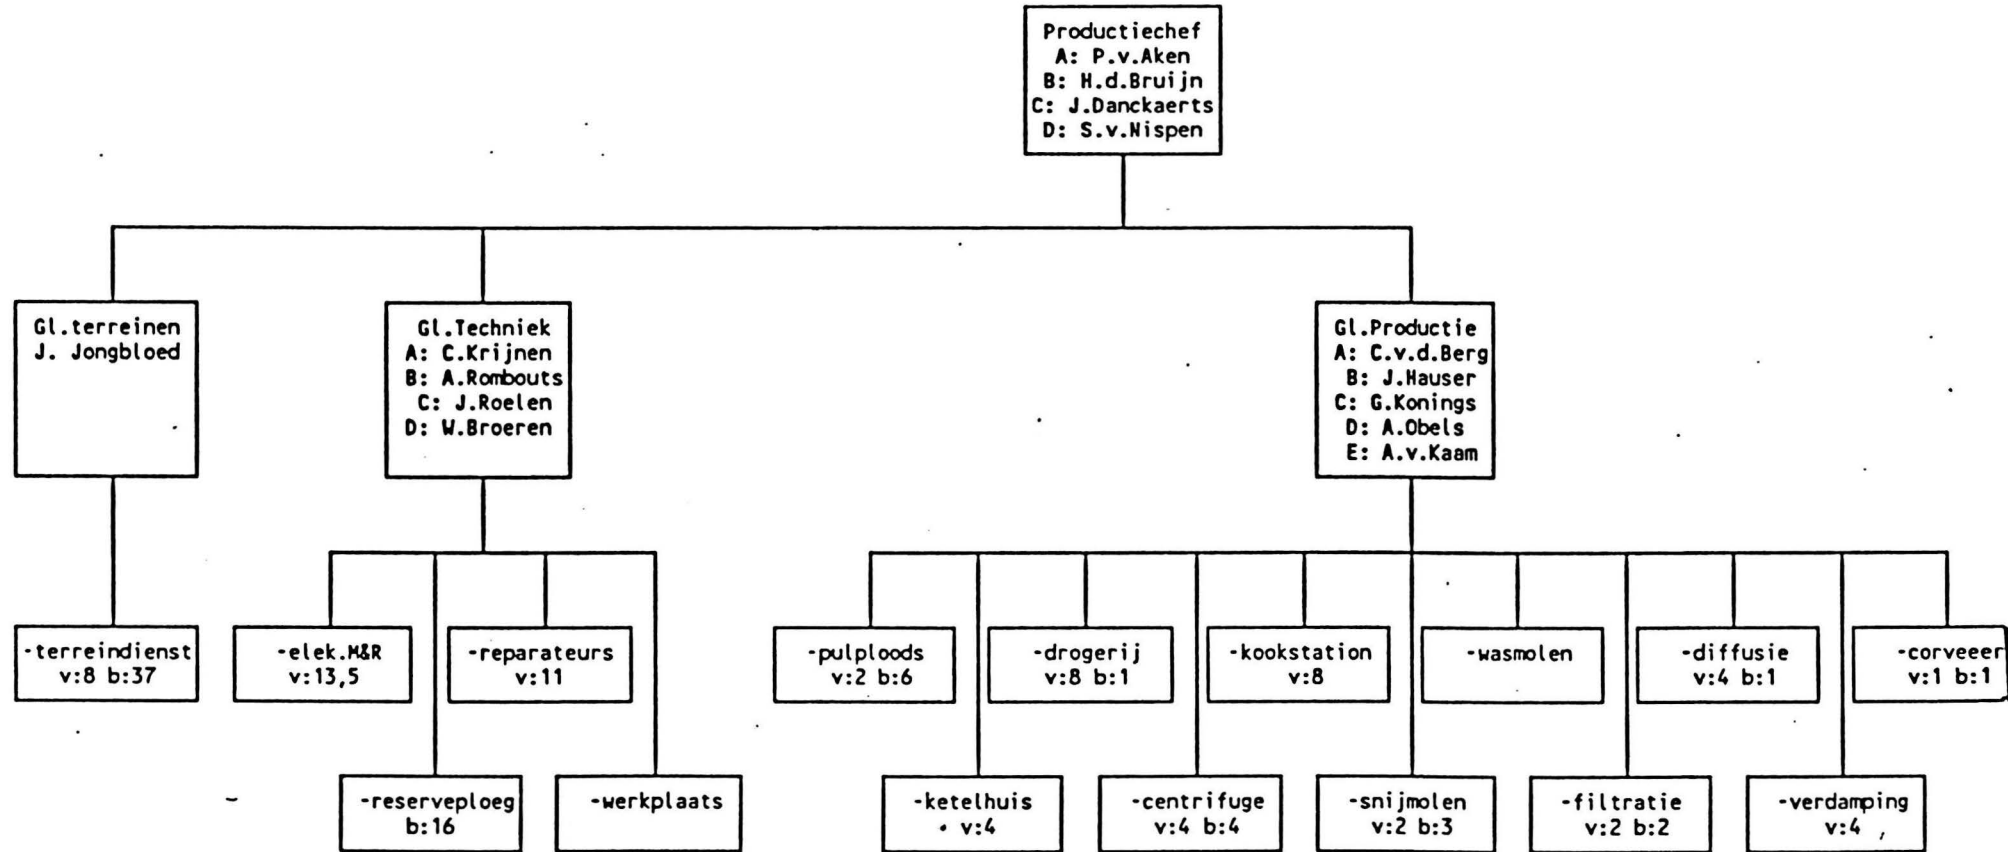 Productiechef
A: P.v.Aken
B: H.d.Bruijn
C: J.Danckaerts
D: S.v.Nispen
Gl.terreinen
J. Jongbloed
Gl.Techniek
A: C.Krijnen
B: A.Rombouts
C: J.Roelen
D: W.Broeren
Gl.Productie
A: C.v.d.Berg
B: J.Hauser
C: G.Konings
D: A.Obels
E: A.v.Kaam
-terreindienst
v:8 b:37
-elek.M&R
v:13,5
-reparateurs
v:11
-pulploods
v:2 b:6
-drogerij
v:8 b:1
-kookstation
v:8
-wasmolen
-diffusie
v:4 b:1
-corveeer
v:1 b:1
-reserveploeg
b:16
-werkplaats
-ketelhuis
v:4
-centrifuge
v:4 b:4
-snijmolen
v:2 b:3
-filtratie
v:2 b:2
-verdamping
v:4